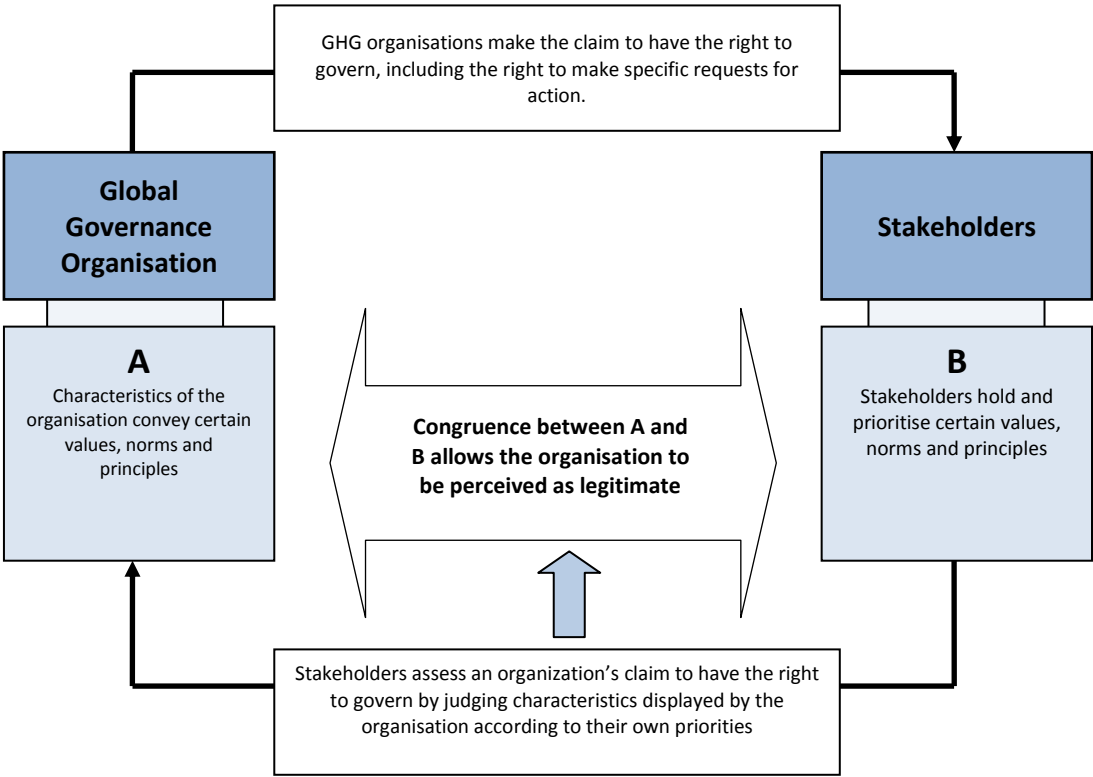 GHG organisations make the claim to have the right to
govern, including the right to make specific requests for
action.
Global
Governance
Organisation
Stakeholders
A
Characteristics of the
organisation convey certain
values, norms and
principles
Congruence between A and
B allows the organisation to
be perceived as legitimate
B
Stakeholders hold and
prioritise certain values,
norms and principles
Stakeholders assess an organization’s claim to have the right
to govern by judging characteristics displayed by the
organisation according to their own priorities